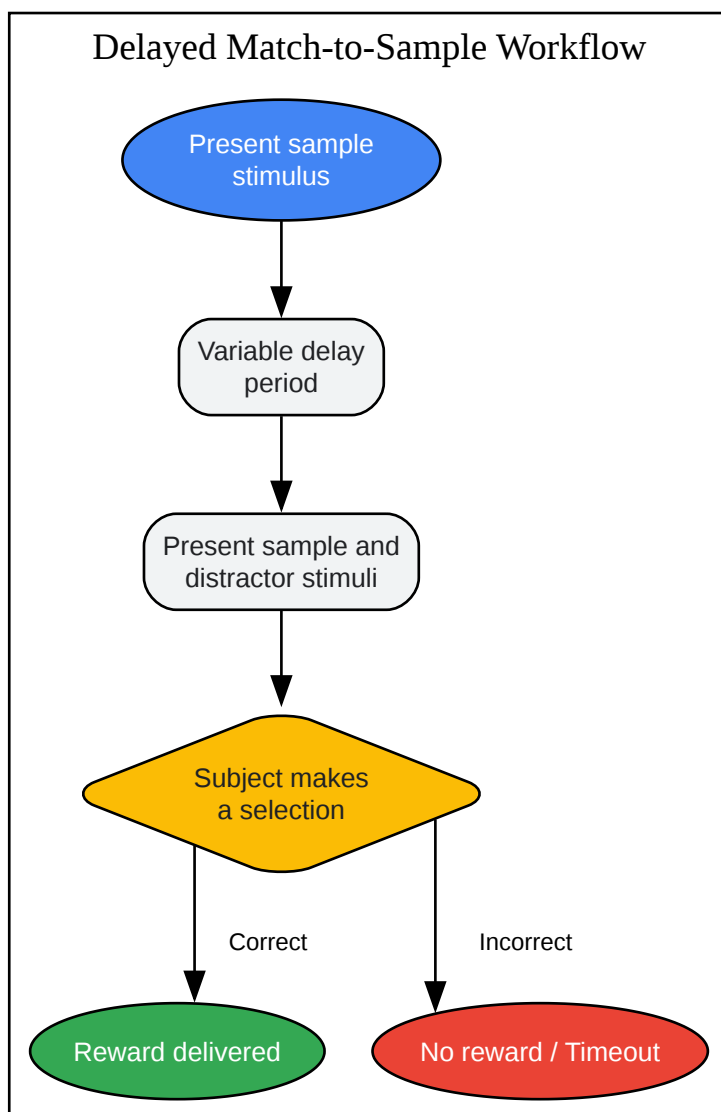 Delayed Match-to-Sample Workflow
Present sample
stimulus
Variable delay
period
Present sample and
distractor stimuli
Subject makes
a selection
Correct
Incorrect
Reward delivered
No reward / Timeout